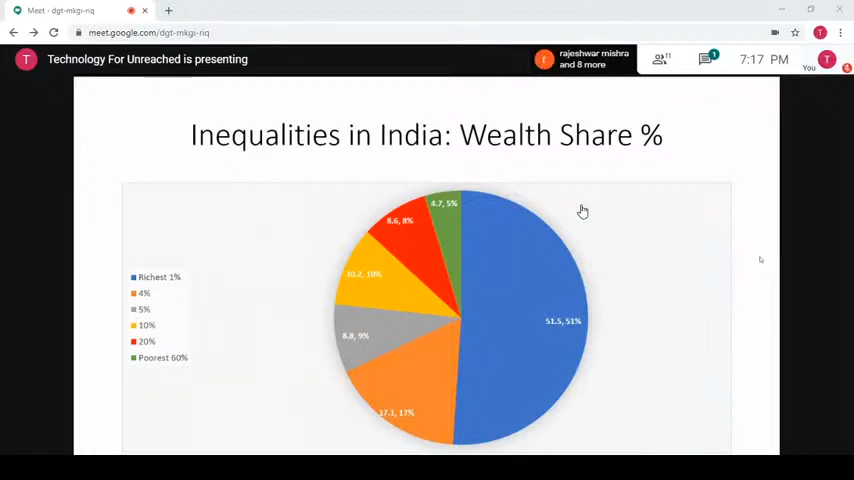 Meet - dgt-mkgi-riq
meet.google.com/dgt-mkgi-riq
T Technology For Unreached is presenting
r rajeshwar mishra
and 8 more
11
1
7:17 PM
You
T
Inequalities in India: Wealth Share %
4.7, 5%
8.6, 8%
10.2, 10%
51.5, 51%
8.8, 9%
17.1, 17%
Richest 1%
4%
5%
10%
20%
Poorest 60%